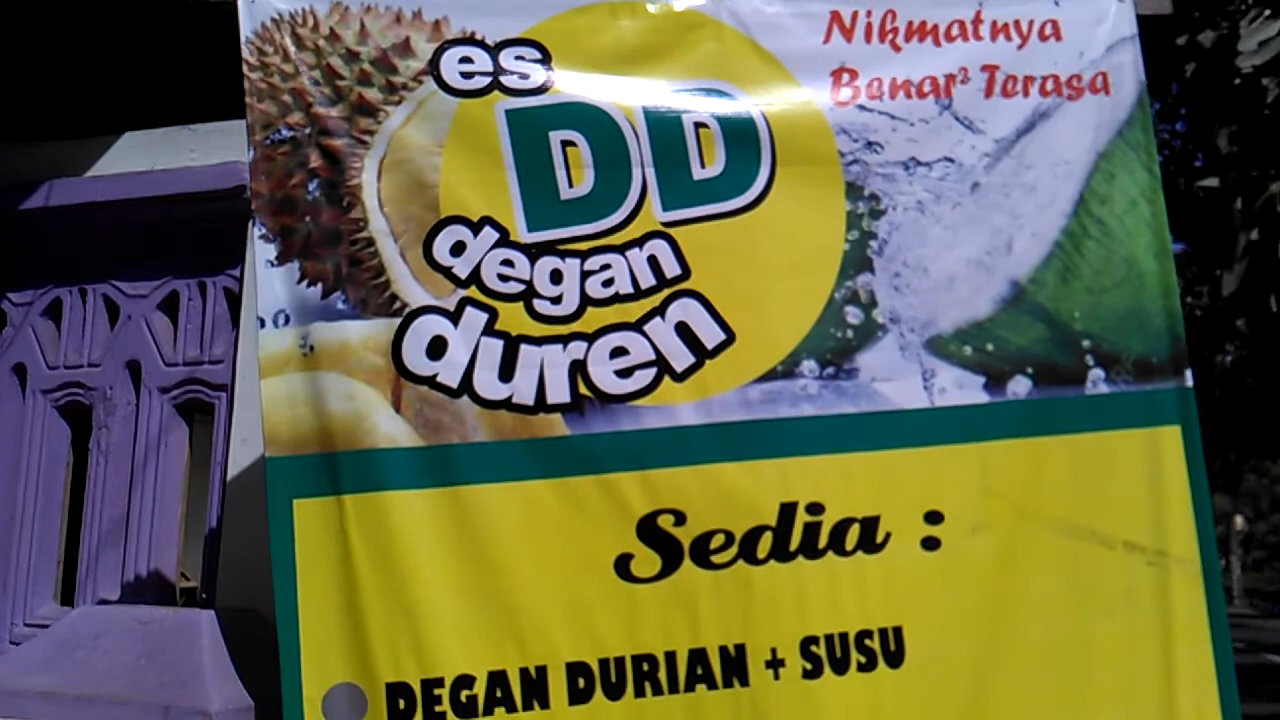 es
DD
degan
duren
Nikmatnya
Benar² Terasa
Sedia :
DEGAN DURIAN + SUSU